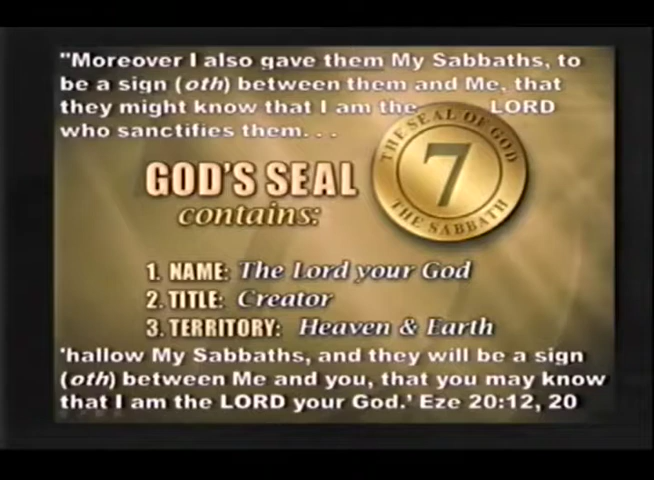 "Moreover I also gave them My Sabbaths, to
be a sign (oth) between them and Me, that
they might know that I am the LORD
who sanctifies them. . .
THE SEAL OF GOD
7
THE SABBATH
GOD'S SEAL
contains:
1. NAME: The Lord your God
2. TITLE: Creator
3. TERRITORY: Heaven & Earth
'hallow My Sabbaths, and they will be a sign
(oth) between Me and you, that you may know
that I am the LORD your God.' Eze 20:12, 20